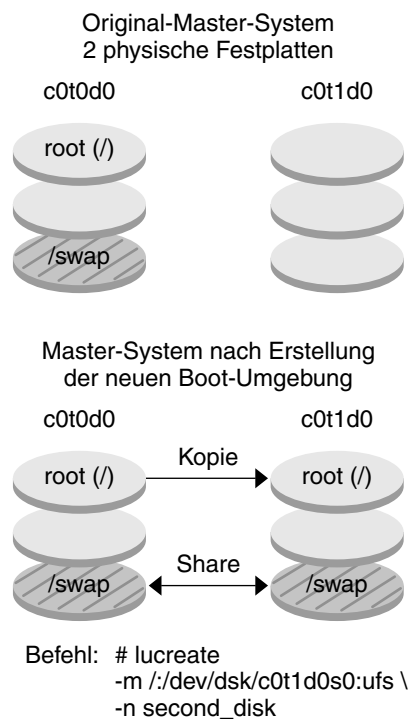 Original-Master-System
2 physische Festplatten
c0t0d0
c0t1d0
root (/)
/swap
Master-System nach Erstellung
der neuen Boot-Umgebung
c0t0d0
c0t1d0
root (/)
Kopie
root (/)
/swap
Share
/swap
Befehl: # lucreate
-m /:/dev/dsk/c0t1d0s0:ufs \
-n second_disk